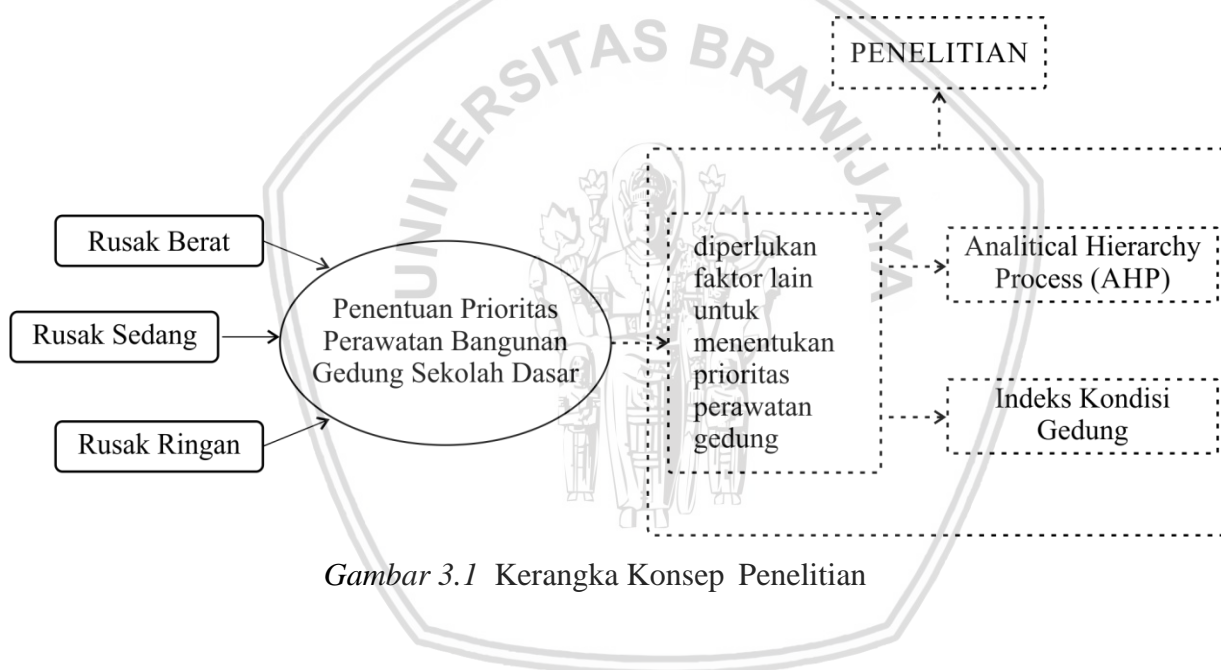 UNIVERSITAS BRAWIJAYA
PENELITIAN
Rusak Berat
Rusak Sedang
Rusak Ringan
Penentuan Prioritas
Perawatan Bangunan
Gedung Sekolah Dasar
diperlukan
faktor lain
untuk
menentukan
prioritas
perawatan
gedung
Analitical Hierarchy
Process (AHP)
Indeks Kondisi
Gedung
Gambar 3.1 Kerangka Konsep Penelitian